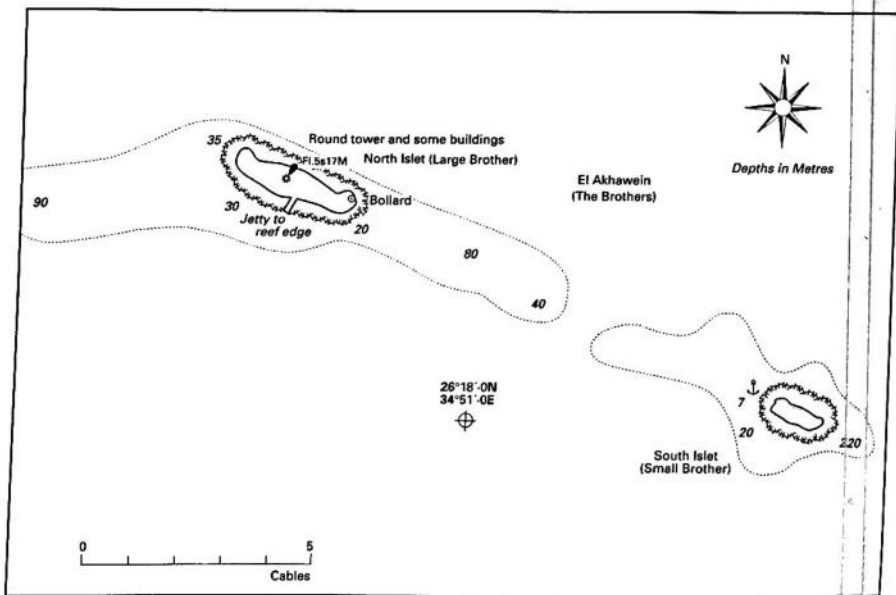 N
Depths in Metres
35
Round tower and some buildings
Fl.5s17M
North Islet (Large Brother)
El Akhawein
(The Brothers)
90
30
Jetty to
reef edge
20
Bollard
80
40
26°18'·0N
34°51'·0E
7
20
220
South Islet
(Small Brother)
0
5
Cables